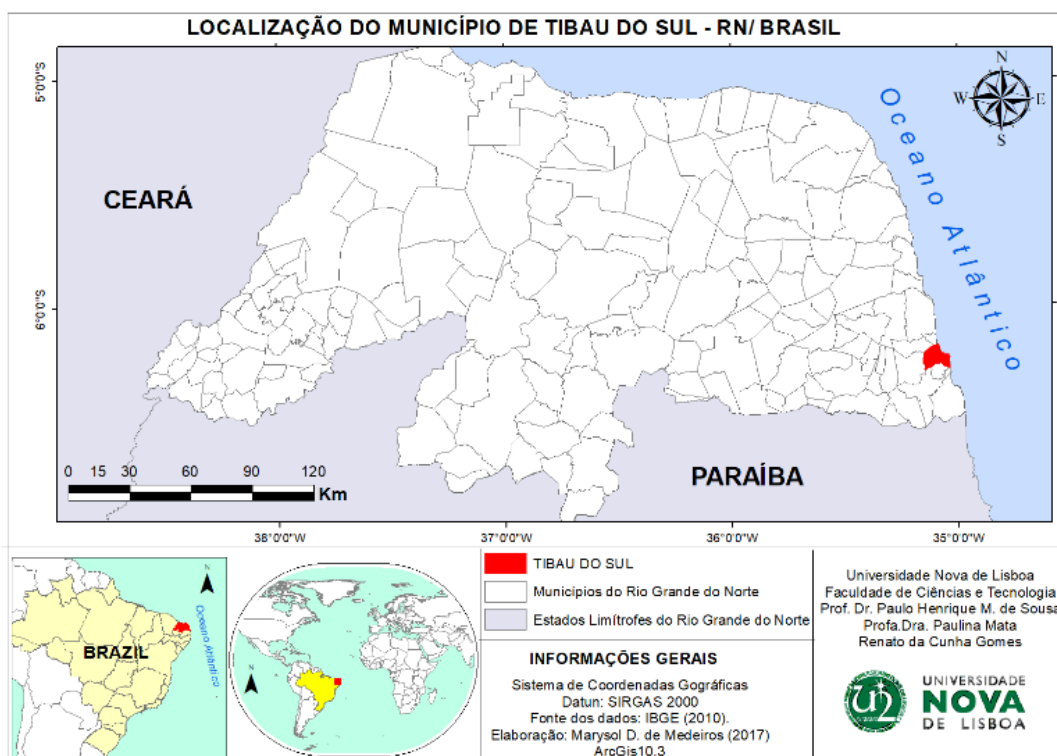 LOCALIZAÇÃO DO MUNICÍPIO DE TIBAU DO SUL - RN/ BRASIL
5°0'0"S
6°0'0"S
CEARÁ
Oceano Atlântico
N
W
E
S
PARAÍBA
0 15 30 60 90 120
Km
38°0'0"W
37°0'0"W
36°0'0"W
35°0'0"W
N
BRAZIL
Oceano Atlântico
N
TIBAU DO SUL
Municípios do Rio Grande do Norte
Estados Limítrofes do Rio Grande do Norte
INFORMAÇÕES GERAIS
Sistema de Coordenadas Gográficas
Datun: SIRGAS 2000
Fonte dos dados: IBGE (2010).
Elaboração: Marysol D. de Medeiros (2017)
ArcGis10.3
Universidade Nova de Lisboa
Faculdade de Ciências e Tecnologia
Prof. Dr. Paulo Henrique M. de Sousa
Profa.Dra. Paulina Mata
Renato da Cunha Gomes
UNIVERSIDADE
NOVA
DE LISBOA